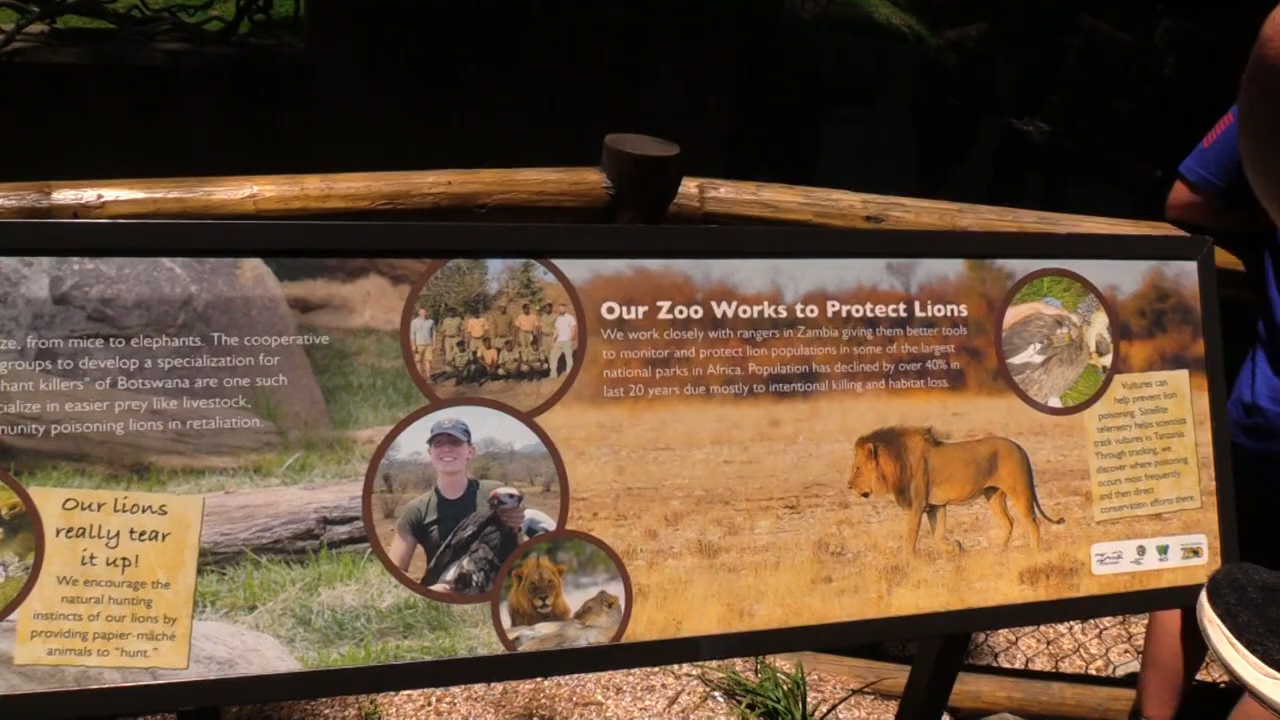 ze, from mice to elephants. The cooperative
groups to develop a specialization for
hant killers" of Botswana are one such
cialize in easier prey like livestock,
munity poisoning lions in retaliation.
Our lions
really tear
it up!
We encourage the
natural hunting
instincts of our lions by
providing papier-mâché
animals to "hunt."
Our Zoo Works to Protect Lions
We work closely with rangers in Zambia giving them better tools
to monitor and protect lion populations in some of the largest
national parks in Africa. Population has declined by over 40% in
last 20 years due mostly to intentional killing and habitat loss.
Vultures can
help prevent lion
poisoning. Satellite
telemetry helps scientists
track vultures in Tanzania.
Through tracking, we
discover where poisoning
occurs most frequently
and then direct
conservation efforts there.